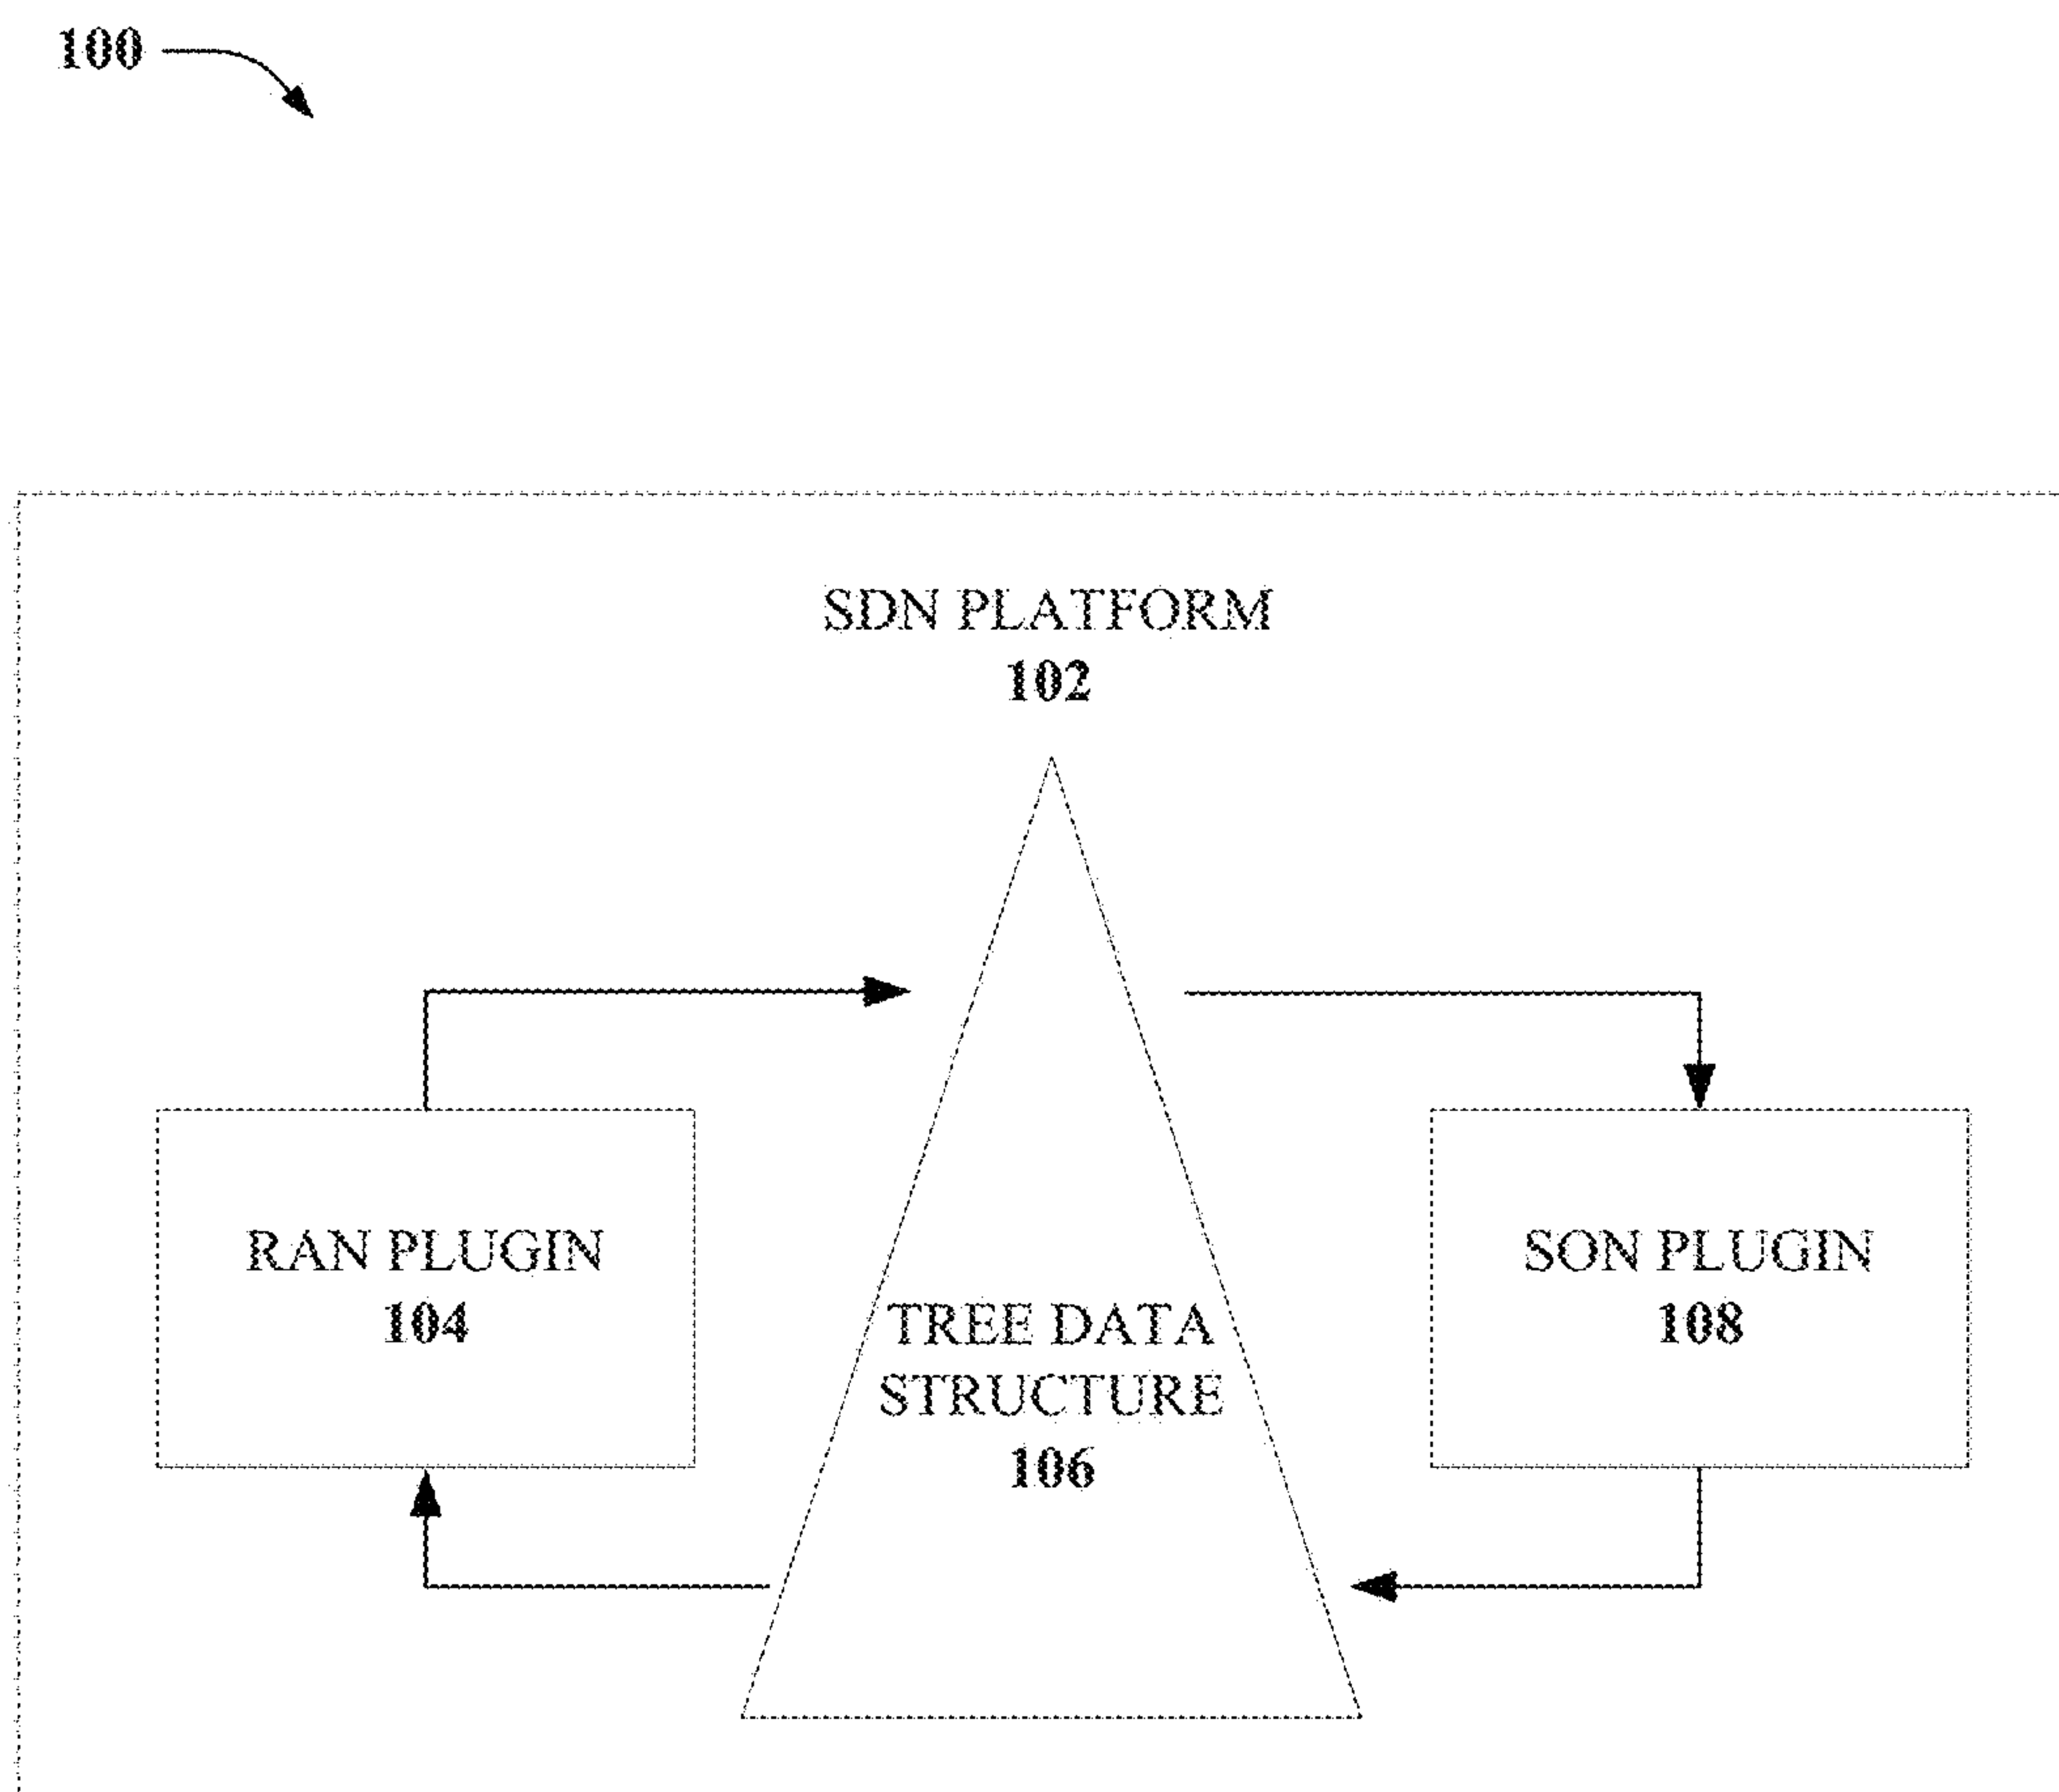 100
SDN PLATFORM
102
RAN PLUGIN
104
TREE DATA
STRUCTURE
106
SON PLUGIN
108